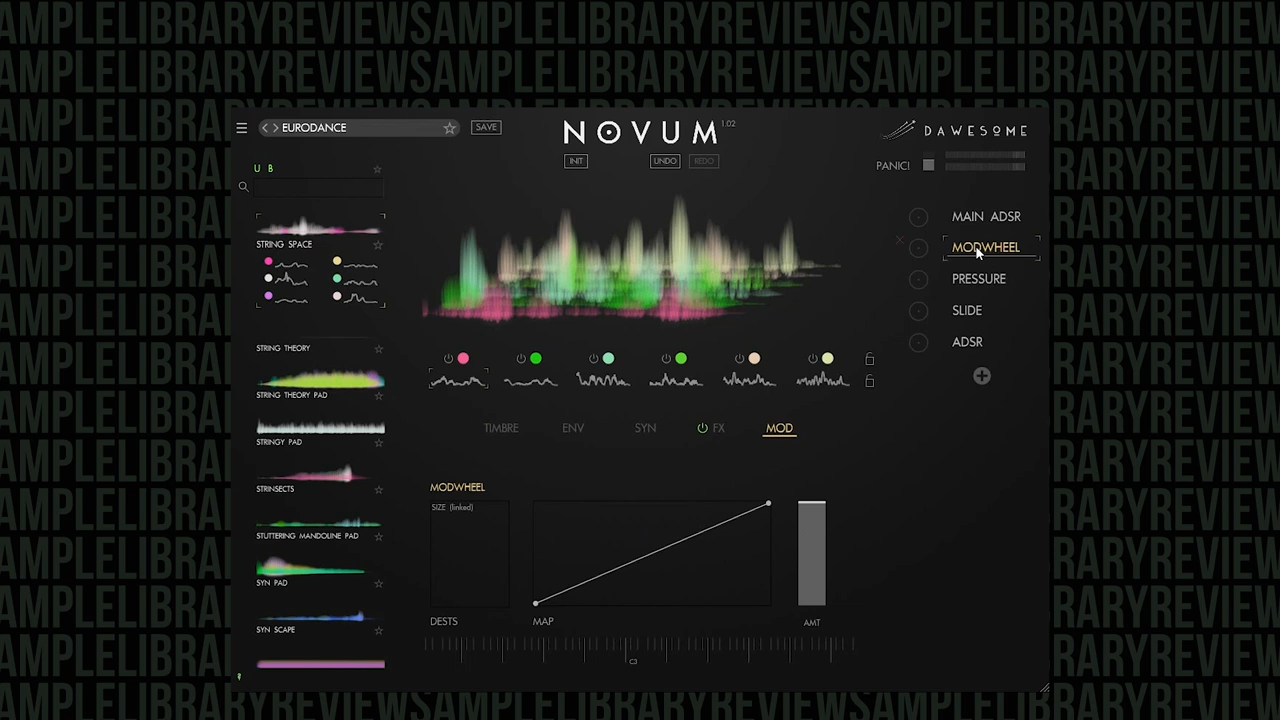 AMPLELIBRARYREVIEWSAMPLELIBRARYREVIEWSAMPLELIBRARYREVIEWS
EURODANCE
SAVE
NOVUM 1.02
DAWESOME
INIT
UNDO
REDO
PANIC!
U B
STRING SPACE
STRING THEORY
STRING THEORY PAD
STRINGY PAD
STRINSECTS
STUTTERING MANDOLINE PAD
SYN PAD
SYN SCAPE
MAIN ADSR
MODWHEEL
PRESSURE
SLIDE
ADSR
TIMBRE
ENV
SYN
FX
MOD
MODWHEEL
SIZE (linked)
DESTS
MAP
AMT
C3